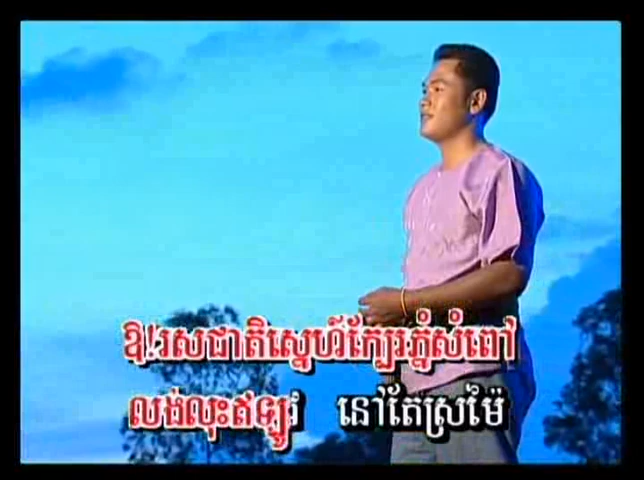 ឱ!រសជាតិស្នេហ៍ក្បែរភ្នំសំពៅ
លង់លុះឥឡូវ នៅតែស្រមៃ